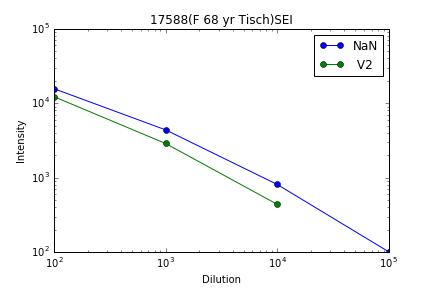 17588(F 68 yr Tisch)SEI
10^5
10^4
10^3
10^2
Intensity
NaN
V2
10^2 10^3 10^4 10^5
Dilution